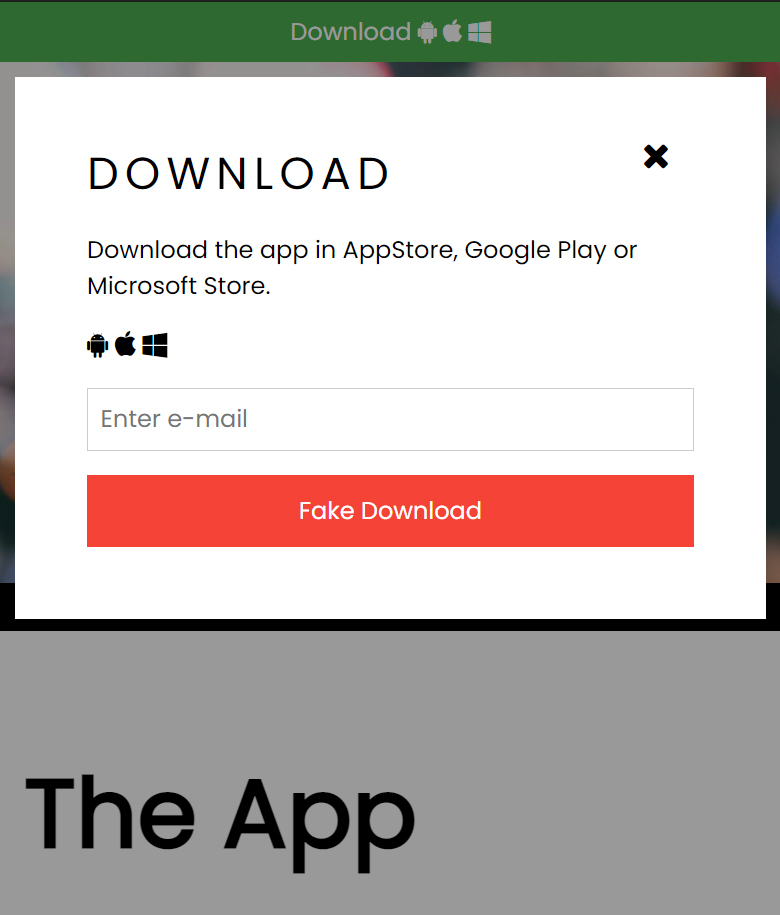 Download
DOWNLOAD
Download the app in AppStore, Google Play or
Microsoft Store.
Enter e-mail
Fake Download
The App